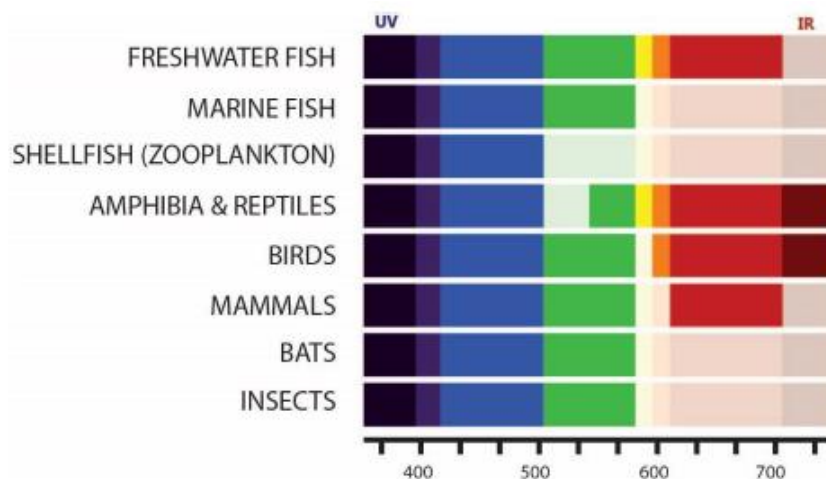 UV IR
FRESHWATER FISH
MARINE FISH
SHELLFISH (ZOOPLANKTON)
AMPHIBIA & REPTILES
BIRDS
MAMMALS
BATS
INSECTS
400 500 600 700